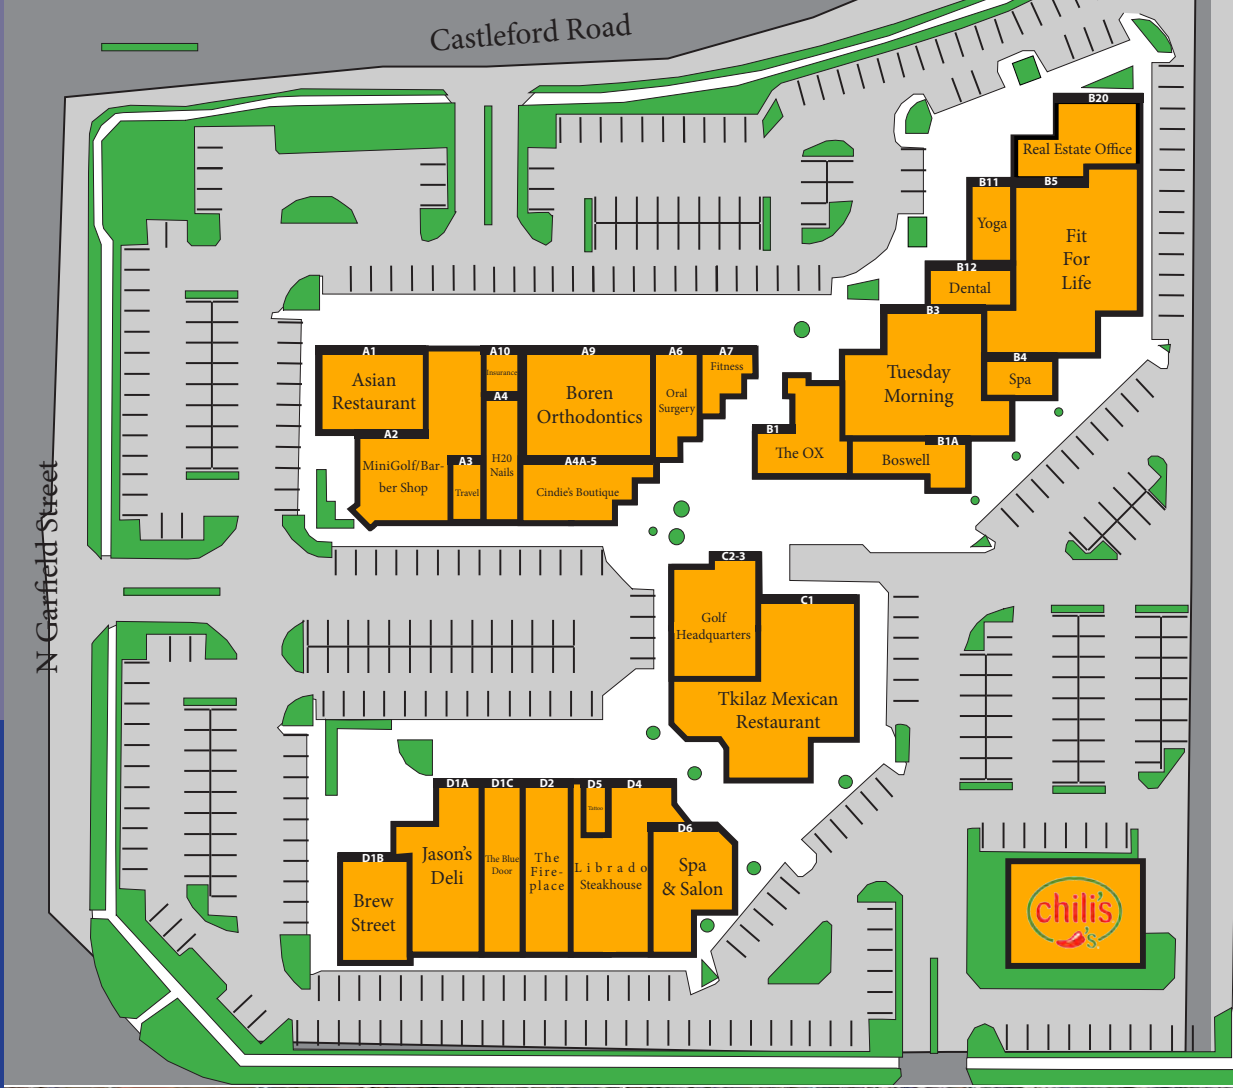 Castleford Road
N Garfield Street
B20
Real Estate Office
B11
B5
Yoga
Fit
For
Life
B12
Dental
B3
Tuesday
Morning
B4
Spa
B1
The OX
B1A
Boswell
A1
Asian
Restaurant
A10
Insurance
A9
Boren
Orthodontics
A6
Oral
Surgery
A7
Fitness
A4
H20
Nails
A2
MiniGolf/Bar-
ber Shop
A3
Travel
A4A-5
Cindie's Boutique
C2-3
Golf
Headquarters
C1
Tkilaz Mexican
Restaurant
D1A
Jason's
Deli
D1C
The Blue
Door
D2
The
Fire-
place
D5
Tattoo
D4
Librado
Steakhouse
D6
Spa
& Salon
D1B
Brew
Street
chili's
's.